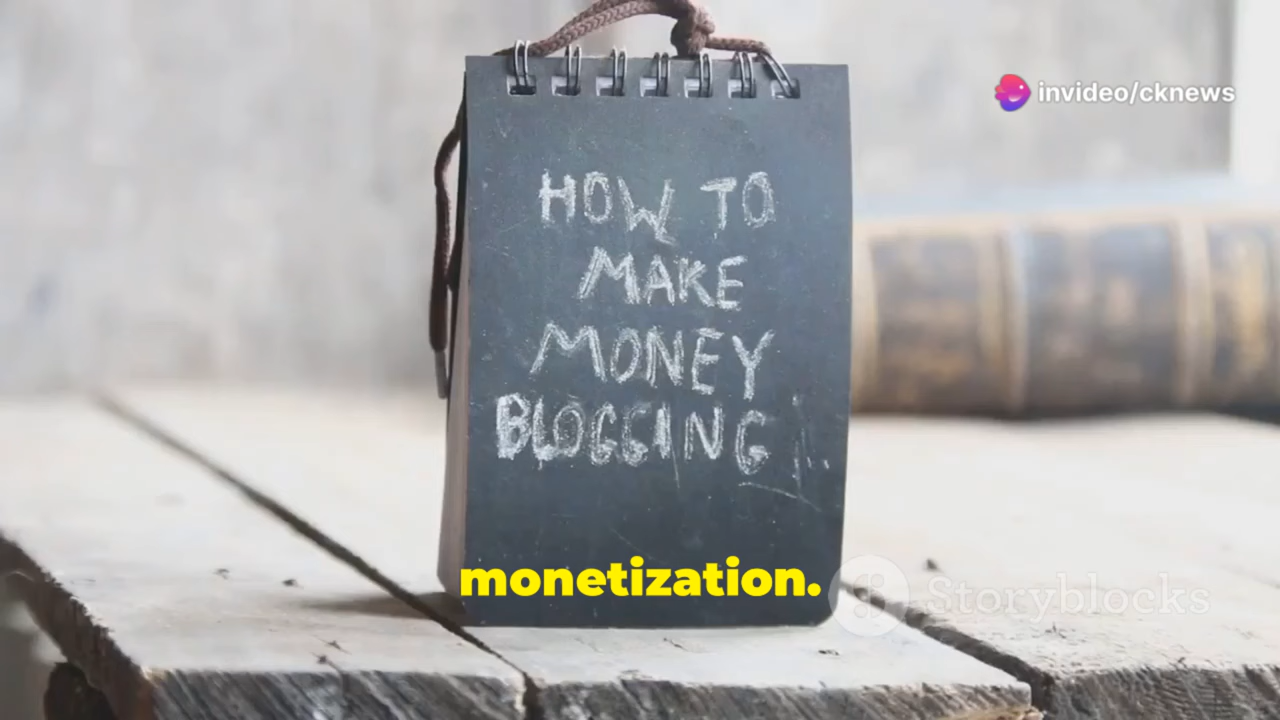 invideo/cknews
HOW TO
MAKE
MONEY
BLOGGING
monetization.
Storyblocks